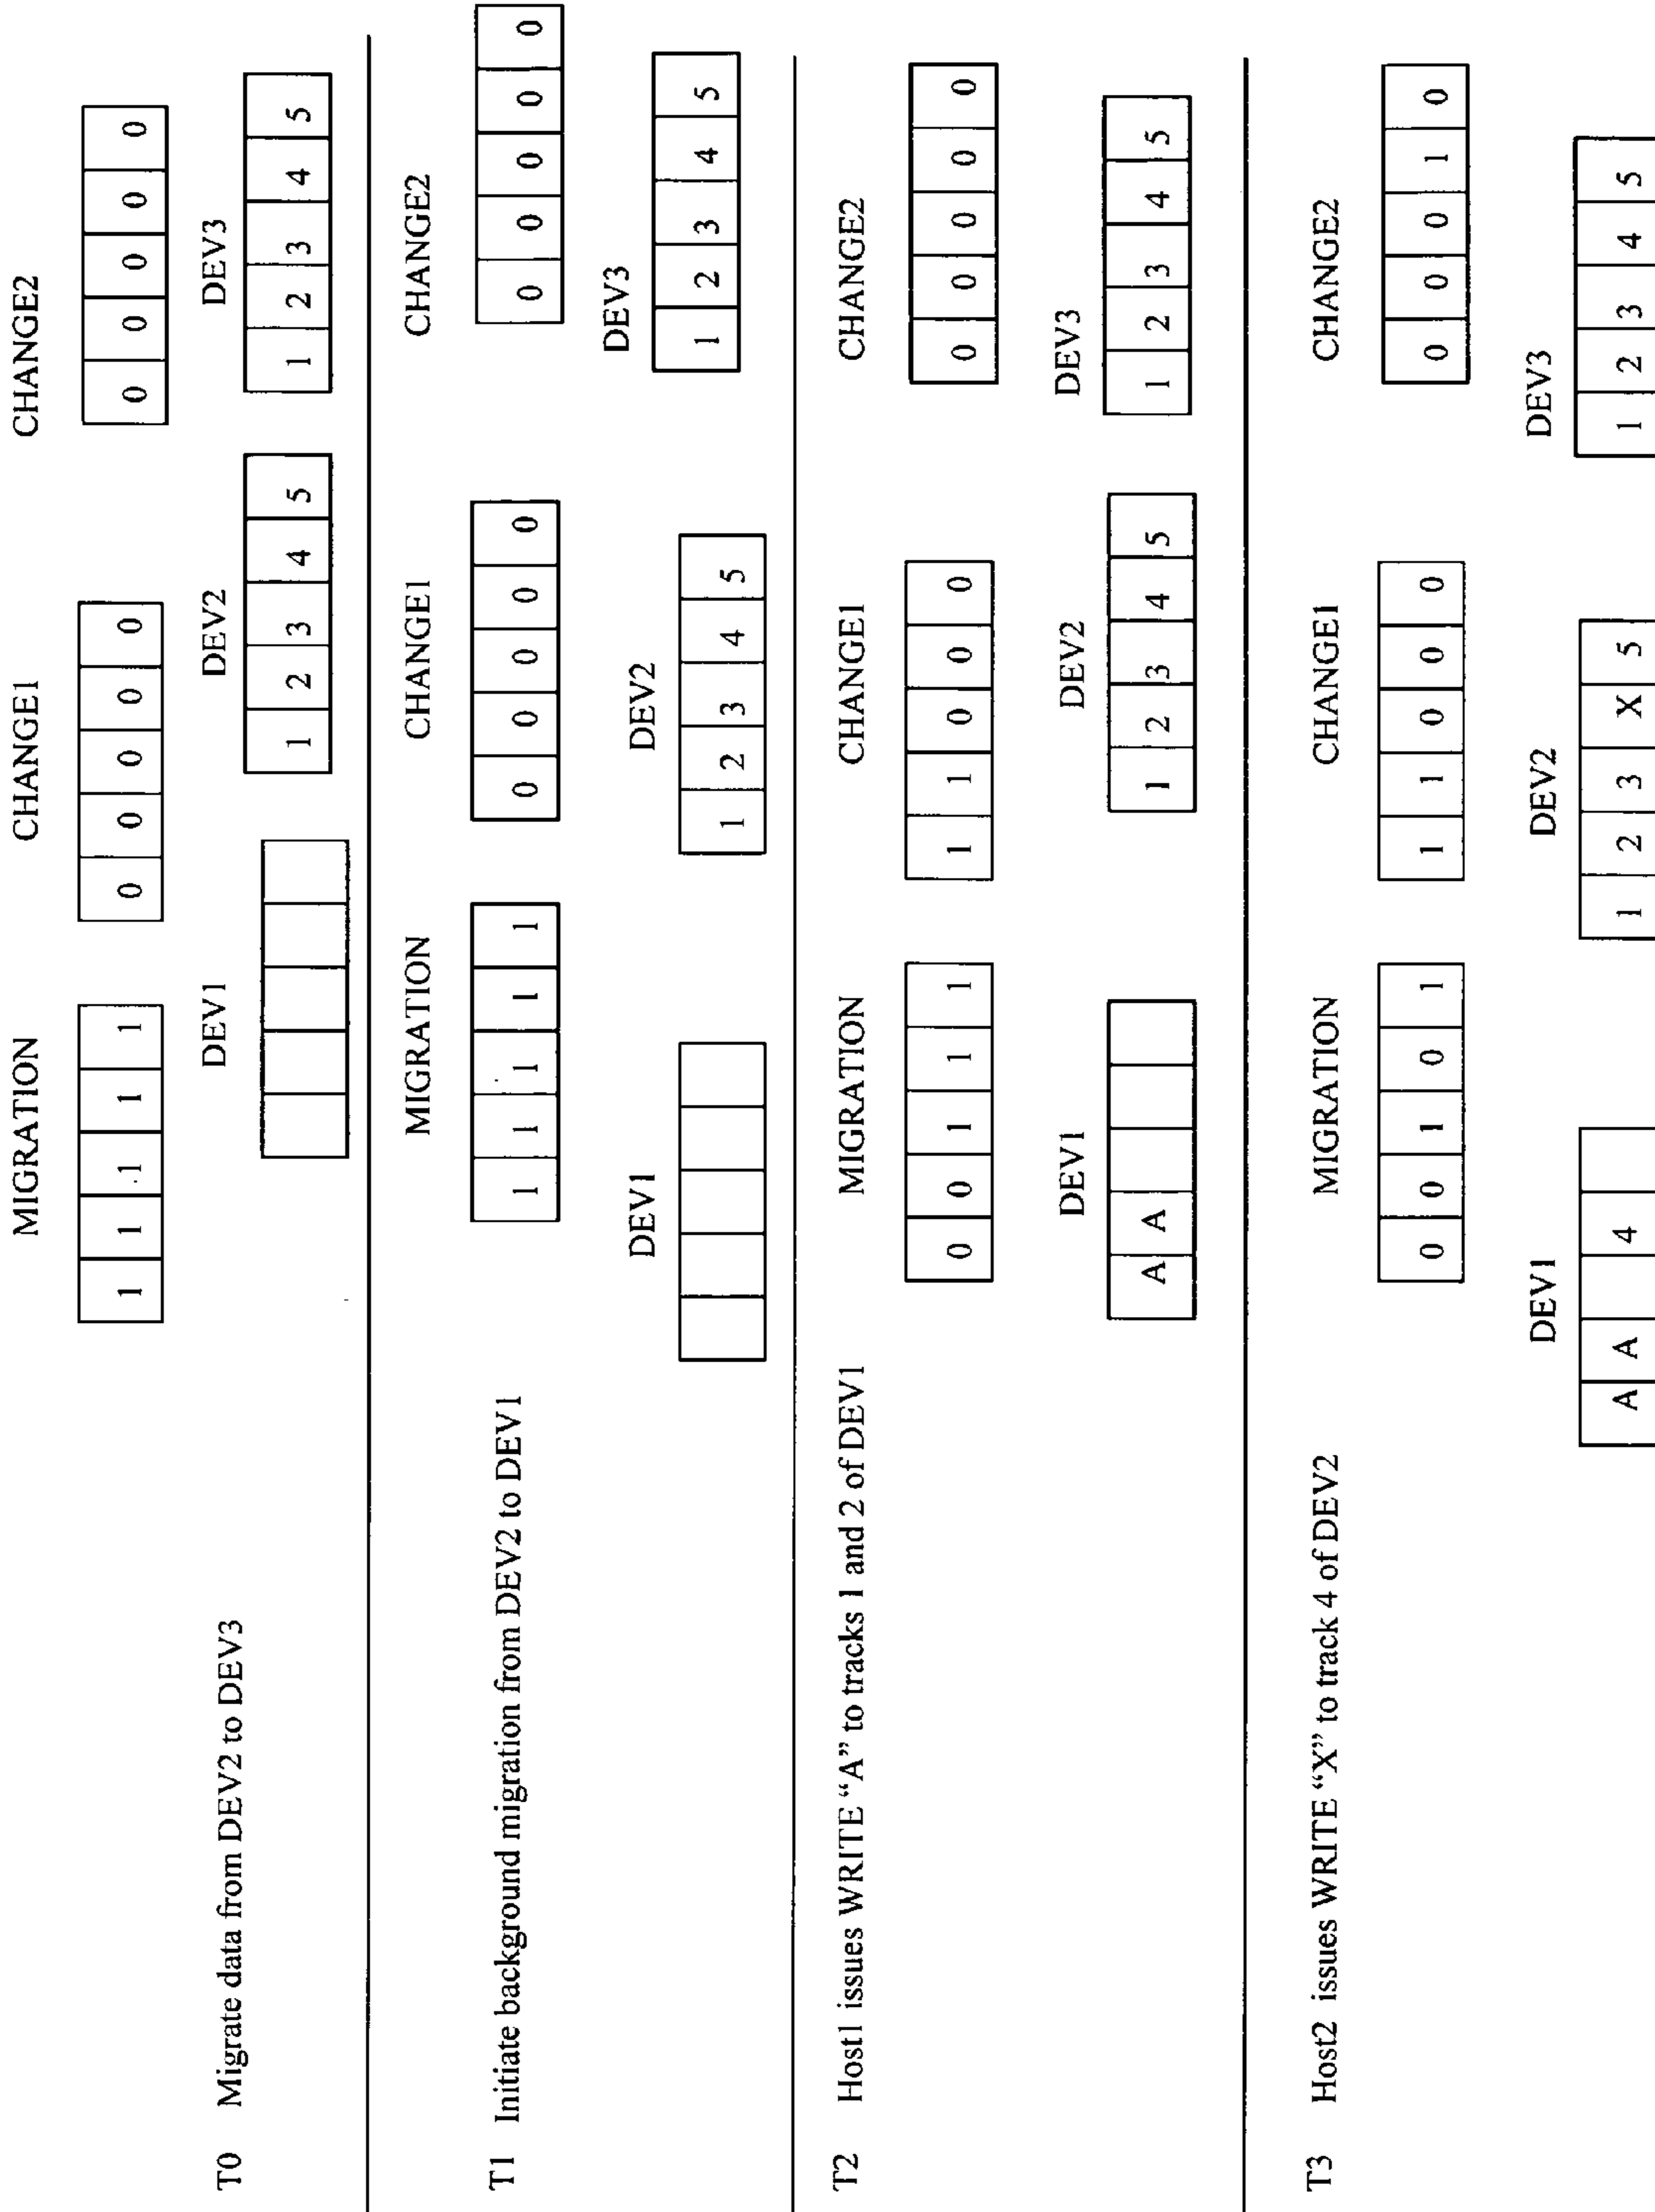 MIGRATION CHANGE1 CHANGE2
1 1 1 1 1 0 0 0 0 0 0 0 0 0 0
T0 Migrate data from DEV2 to DEV3
DEV1 DEV2 DEV3
1 2 3 4 5 1 2 3 4 5
MIGRATION CHANGE1 CHANGE2
T1 Initiate background migration from DEV2 to DEV1
1 1 1 1 1 0 0 0 0 0 0 0 0 0 0
DEV1 DEV2 DEV3
1 2 3 4 5 1 2 3 4 5
T2 Host1 issues WRITE “A” to tracks 1 and 2 of DEV1
MIGRATION CHANGE1 CHANGE2
0 0 1 1 1 1 1 0 0 0 0 0 0 0 0
DEV1 DEV2 DEV3
A A 1 2 3 4 5 1 2 3 4 5
T3 Host2 issues WRITE “X” to track 4 of DEV2
MIGRATION CHANGE1 CHANGE2
0 0 1 0 1 1 1 0 0 0 0 0 0 1 0
DEV1 DEV2 DEV3
A A 4 1 2 3 X 5 1 2 3 4 5